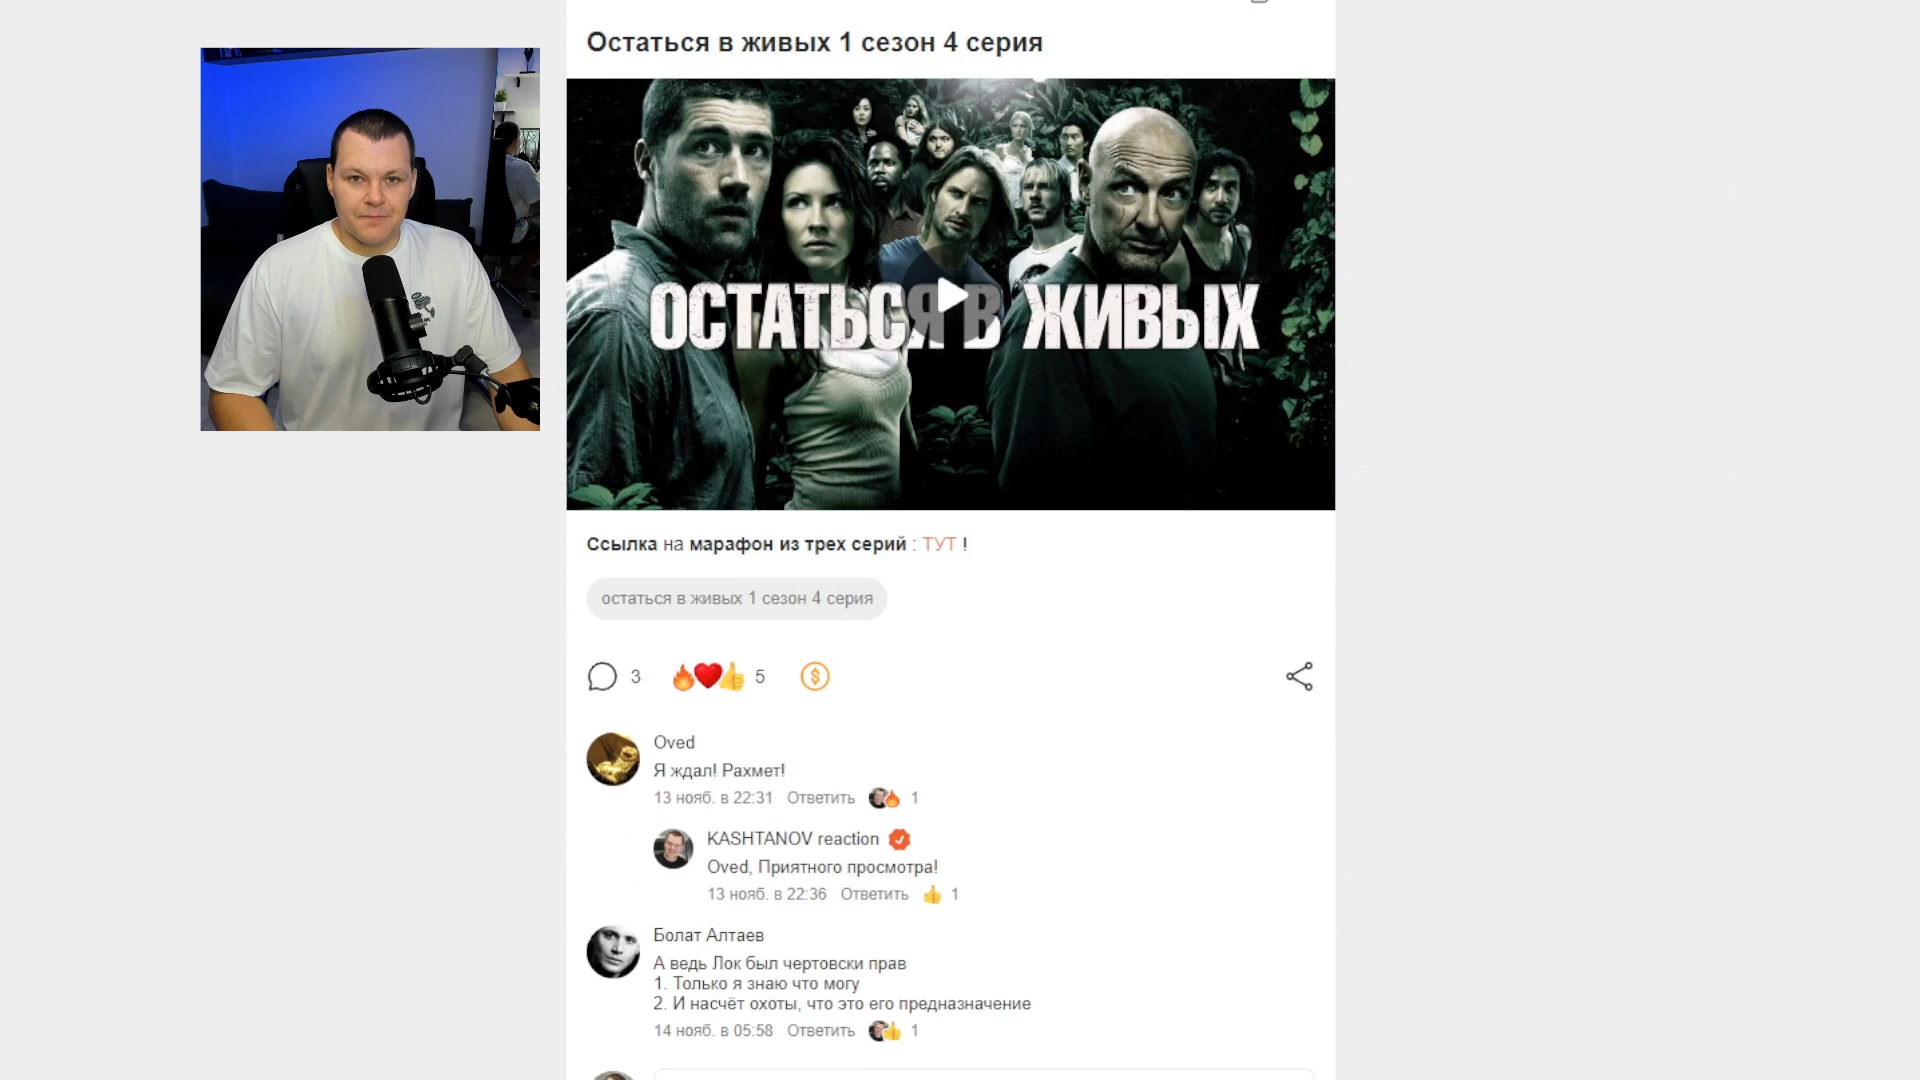 Остаться в живых 1 сезон 4 серия
ОСТАТЬСЯ В ЖИВЫХ
Ссылка на марафон из трех серий : ТУТ !
остаться в живых 1 сезон 4 серия
3
5
Oved
Я ждал! Рахмет!
13 нояб. в 22:31 Ответить 1
KASHTANOV reaction
Oved, Приятного просмотра!
13 нояб. в 22:36 Ответить 1
Болат Алтаев
А ведь Лок был чертовски прав
1. Только я знаю что могу
2. И насчёт охоты, что это его предназначение
14 нояб. в 05:58 Ответить 1